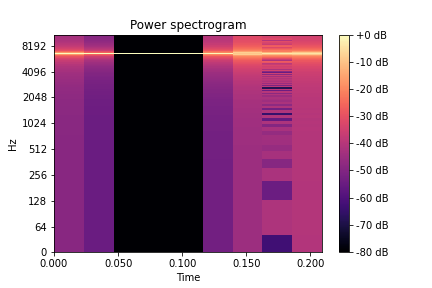 Power spectrogram
8192
4096
2048
1024
512
256
128
64
0
Hz
0.000 0.050 0.100 0.150 0.200
Time
+0 dB
-10 dB
-20 dB
-30 dB
-40 dB
-50 dB
-60 dB
-70 dB
-80 dB